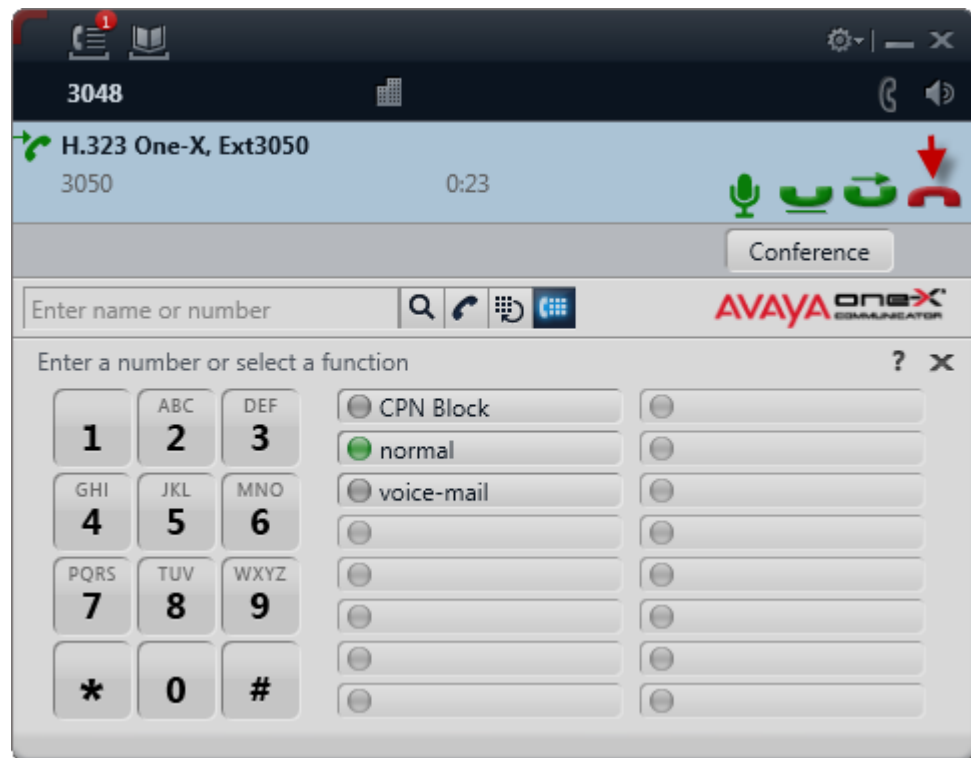 1
3048
H.323 One-X, Ext3050
3050 0:23
Conference
Enter name or number
AVAYA one-X COMMUNICATOR
Enter a number or select a function ? X
1 ABC 2 DEF 3
GHI 4 JKL 5 MNO 6
PQRS 7 TUV 8 WXYZ 9
* 0 #
CPN Block
normal
voice-mail